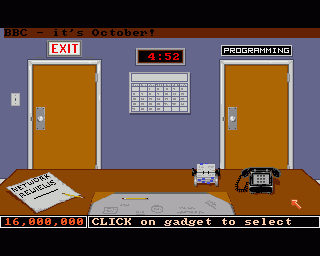 BBC - it's October!
EXIT
4:52
PROGRAMMING
NETWORK
REVIEWS
16,000,000
CLICK on gadget to select